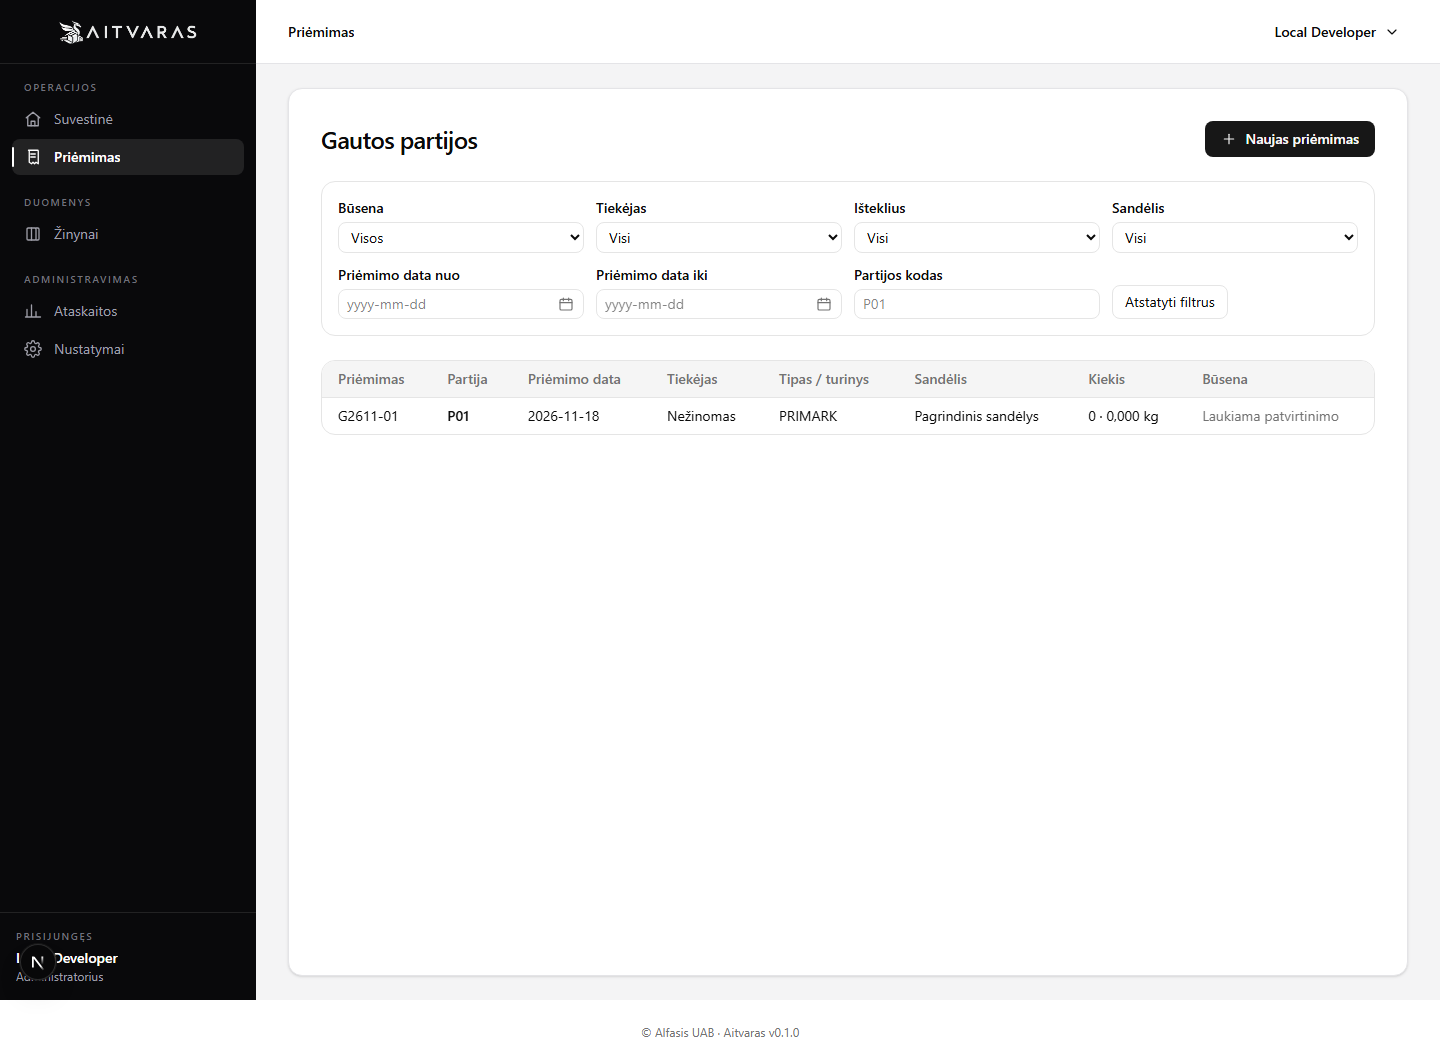 AITVARAS
Priėmimas
Local Developer
OPERACIJOS
Suvestinė
Priėmimas
DUOMENYS
Žinynai
ADMINISTRAVIMAS
Ataskaitos
Nustatymai
Gautos partijos
Naujas priėmimas
Būsena Tiekėjas Išteklius Sandėlis
Visos Visi Visi Visi
Priėmimo data nuo Priėmimo data iki Partijos kodas
yyyy-mm-dd yyyy-mm-dd P01 Atstatyti filtrus
Priėmimas Partija Priėmimo data Tiekėjas Tipas / turinys Sandėlis Kiekis Būsena
G2611-01 P01 2026-11-18 Nežinomas PRIMARK Pagrindinis sandėlys 0 · 0,000 kg Laukiama patvirtinimo
PRISIJUNGĘS
Developer
N
© Alfasis UAB · Aitvaras v0.1.0